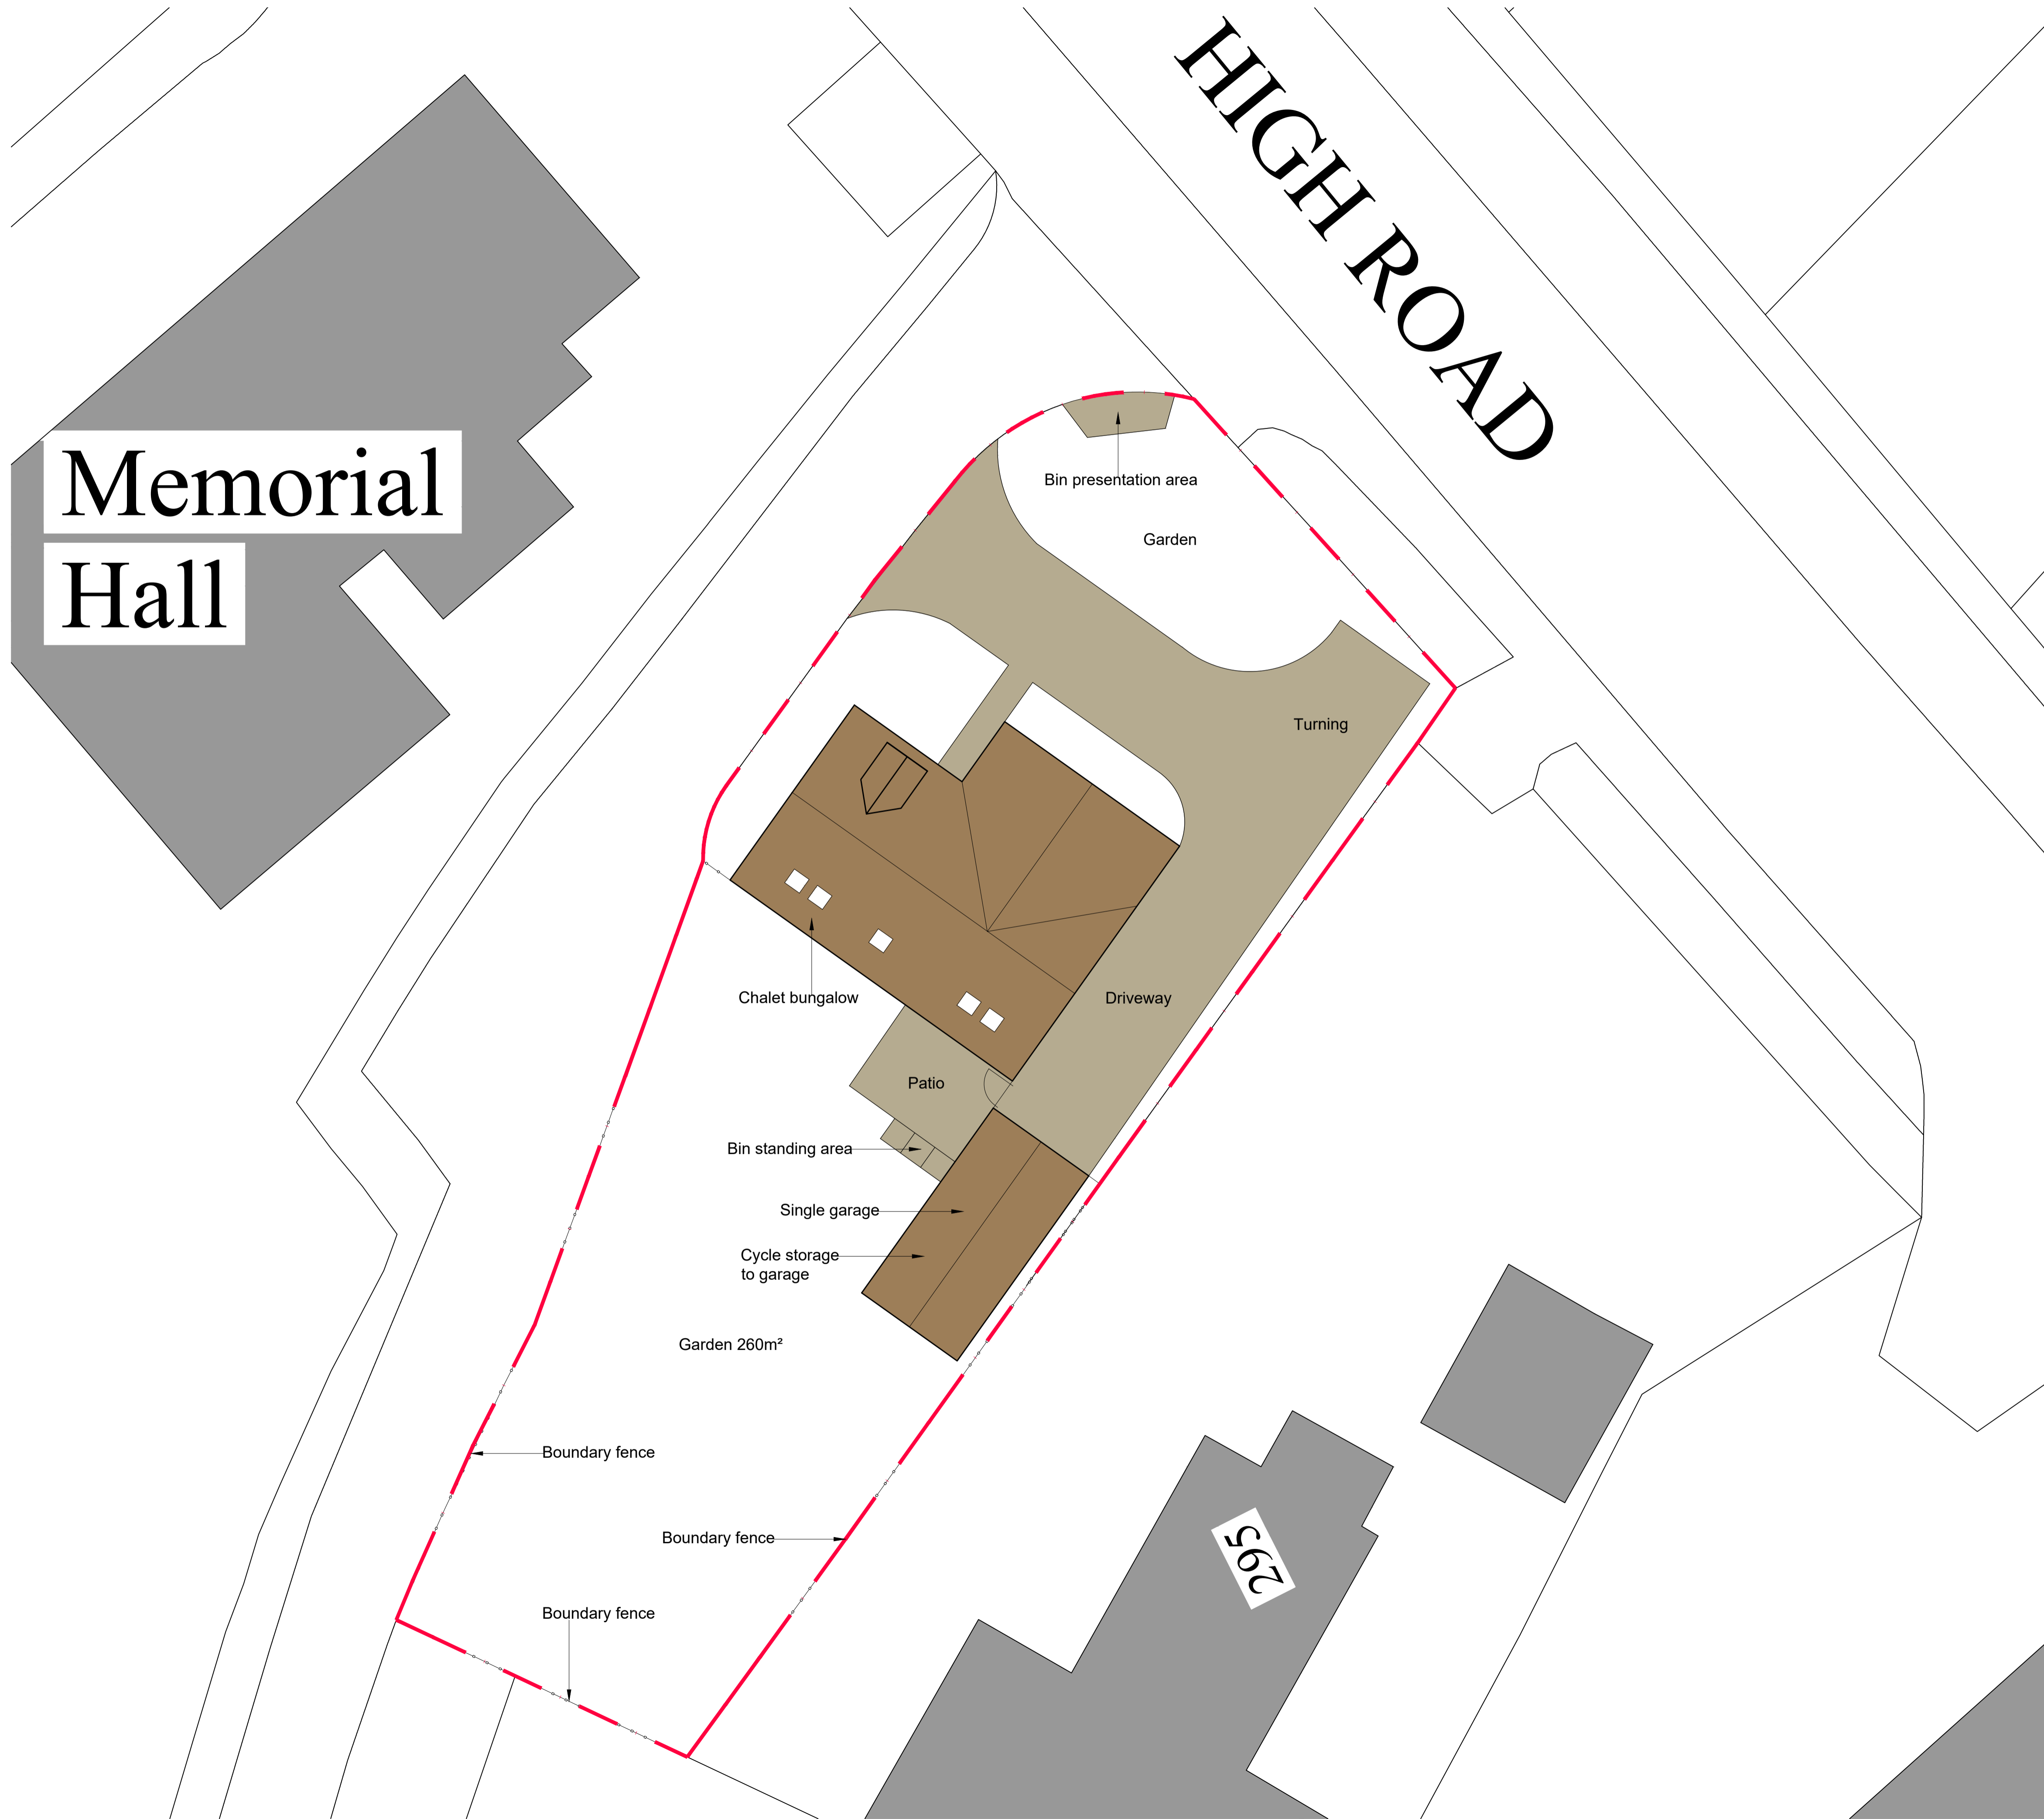 HIGH ROAD
Memorial
Hall
Bin presentation area
Garden
Turning
Chalet bungalow
Driveway
Patio
Bin standing area
Single garage
Cycle storage
to garage
Garden 260m²
Boundary fence
Boundary fence
Boundary fence
295